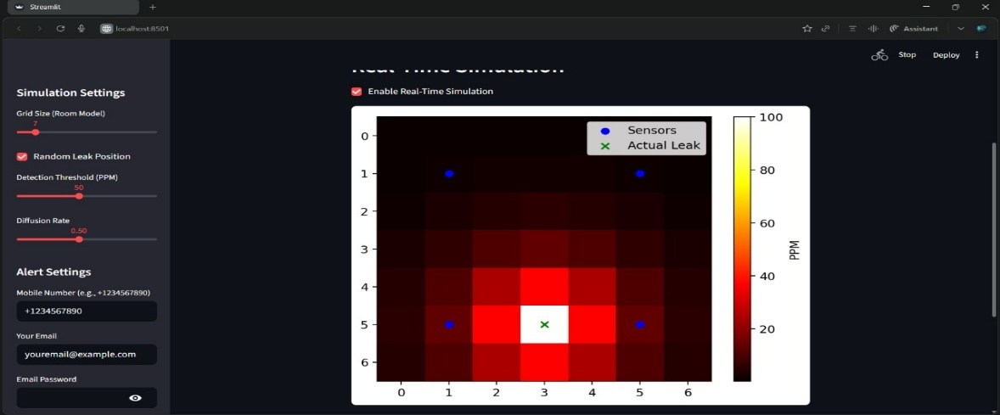 Streamlit
localhost:8501
Assistant
Stop
Deploy
Simulation Settings
Grid Size (Room Model)
7
Random Leak Position
Detection Threshold (PPM)
50
Diffusion Rate
0.50
Alert Settings
Mobile Number (e.g., +1234567890)
+1234567890
Your Email
youremail@example.com
Email Password
Real-Time Simulation
Enable Real-Time Simulation
Sensors
Actual Leak
0
1
2
3
4
5
6
0 1 2 3 4 5 6
100
80
60
40
20
PPM